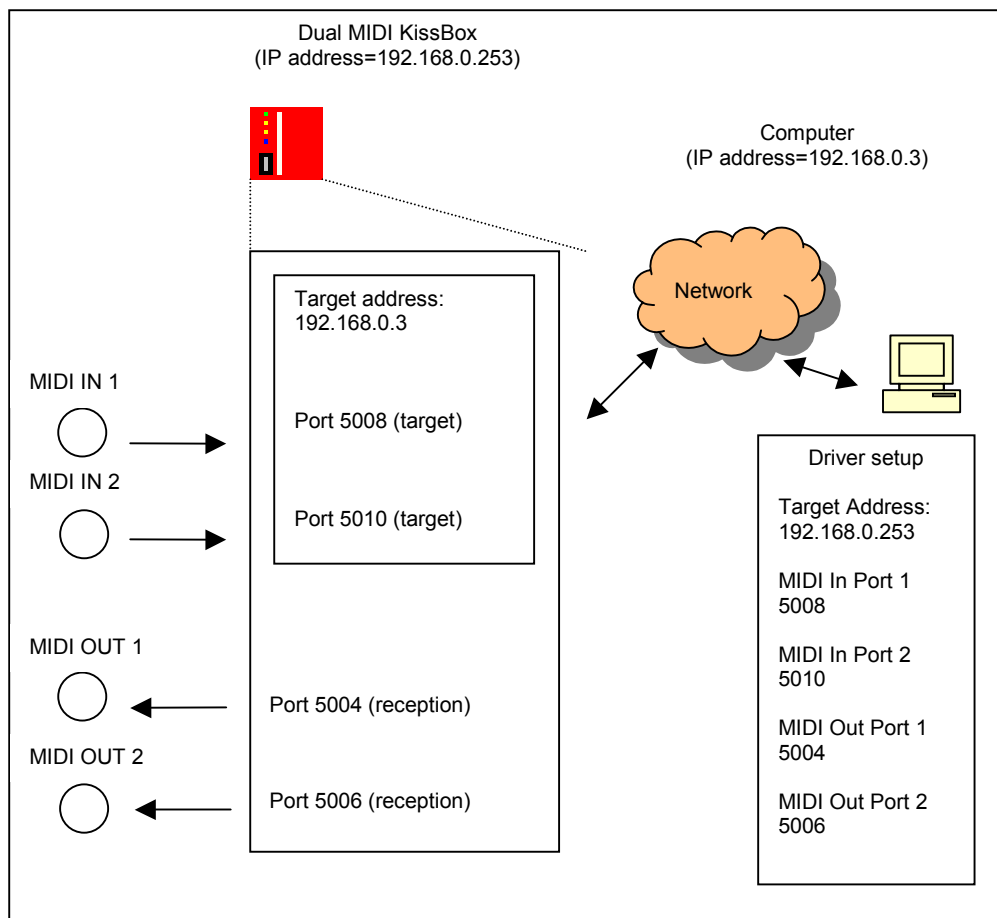 Dual MIDI KissBox
(IP address=192.168.0.253)
Computer
(IP address=192.168.0.3)
Network
Target address:
192.168.0.3
MIDI IN 1
Port 5008 (target)
MIDI IN 2
Port 5010 (target)
MIDI OUT 1
Port 5004 (reception)
MIDI OUT 2
Port 5006 (reception)
Driver setup
Target Address:
192.168.0.253
MIDI In Port 1
5008
MIDI In Port 2
5010
MIDI Out Port 1
5004
MIDI Out Port 2
5006